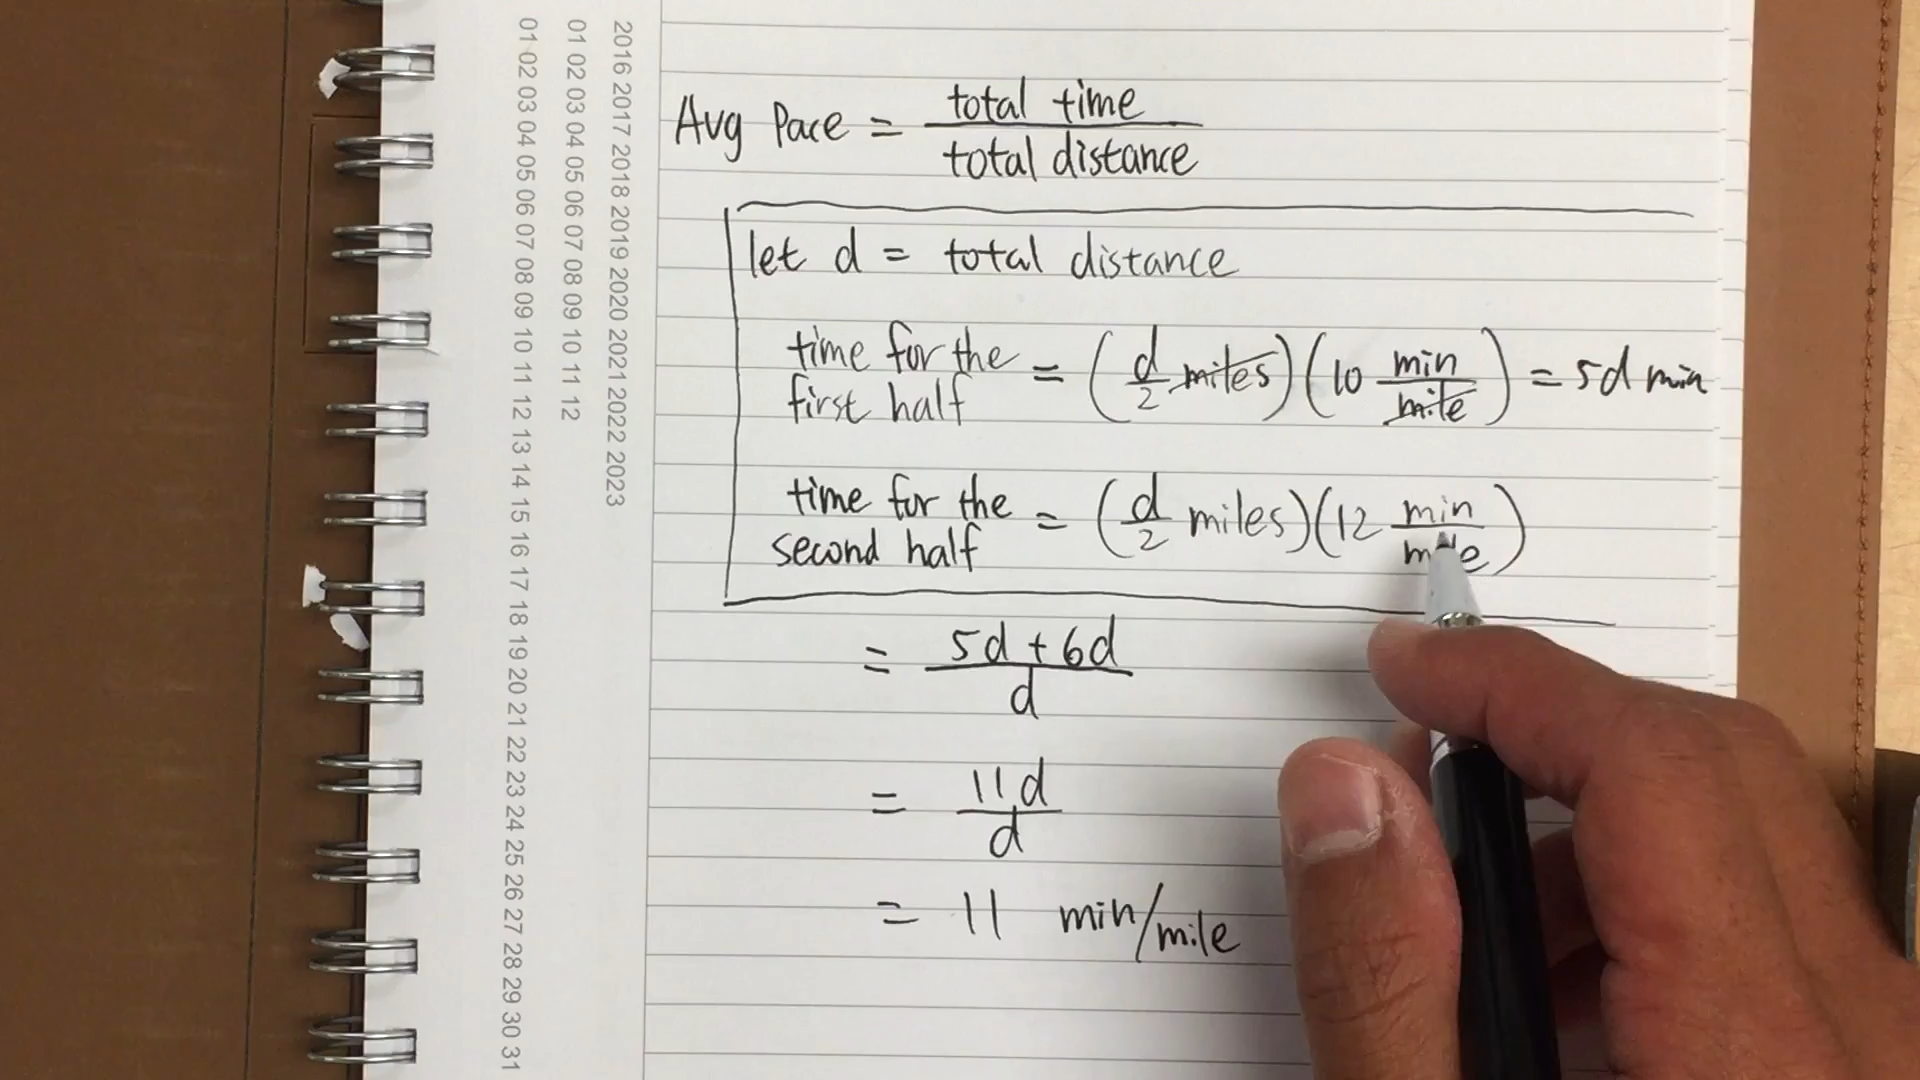 2016 2017 2018 2019 2020 2021 2022 2023
01 02 03 04 05 06 07 08 09 10 11 12
01 02 03 04 05 06 07 08 09 10 11 12 13 14 15 16 17 18 19 20 21 22 23 24 25 26 27 28 29 30 31
Avg Pace = total time / total distance
let d = total distance
time for the first half = (d/2 miles)(10 min/mile) = 5d min
time for the second half = (d/2 miles)(12 min/mile)
= 5d + 6d / d
= 11d / d
= 11 min/mile